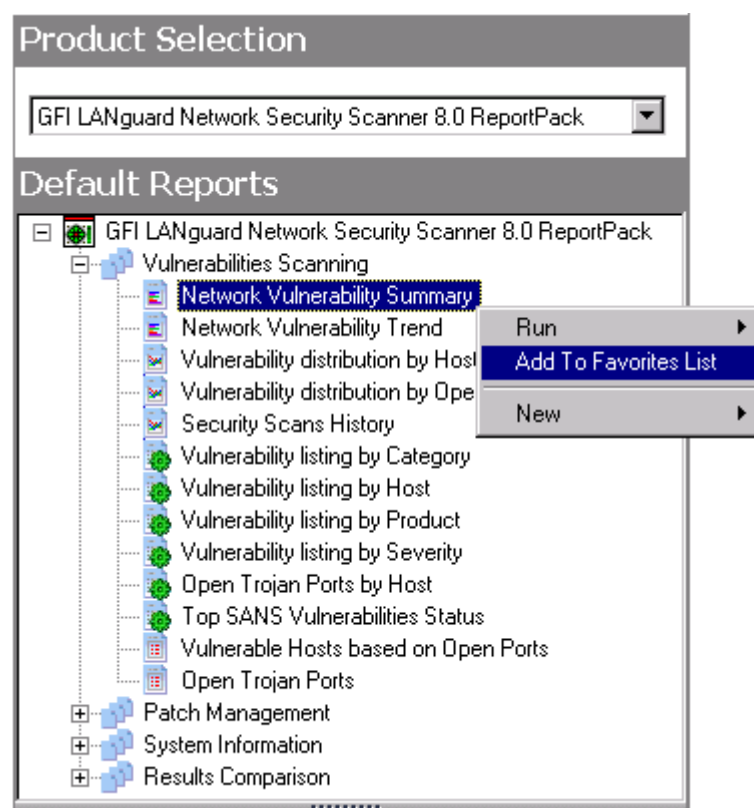 Product Selection
GFI LANguard Network Security Scanner 8.0 ReportPack
Default Reports
GFI LANguard Network Security Scanner 8.0 ReportPack
Vulnerabilities Scanning
Network Vulnerability Summary
Network Vulnerability Trend
Run
Vulnerability distribution by Host
Add To Favorites List
Vulnerability distribution by Ope
New
Security Scans History
Vulnerability listing by Category
Vulnerability listing by Host
Vulnerability listing by Product
Vulnerability listing by Severity
Open Trojan Ports by Host
Top SANS Vulnerabilities Status
Vulnerable Hosts based on Open Ports
Open Trojan Ports
Patch Management
System Information
Results Comparison